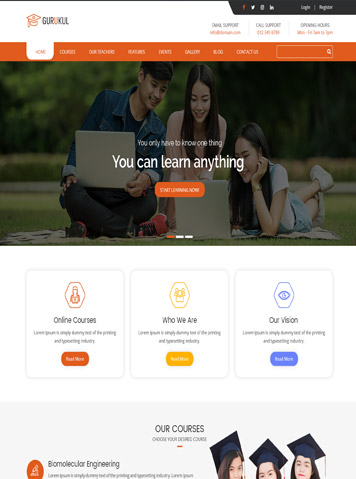 Login | Register
GURUKUL
EMAIL SUPPORT
info@domain.com
CALL SUPPORT
012 345 6789
OPENING HOURS
Mon - Fri 7am to 7pm
HOME COURSES OUR TEACHERS FEATURES EVENTS GALLERY BLOG CONTACT US
You only have to know one thing
You can learn anything
START LEARNING NOW!
Online Courses
Lorem Ipsum is simply dummy text of the printing
and typesetting industry.
Read More
Who We Are
Lorem Ipsum is simply dummy text of the printing
and typesetting industry.
Read More
Our Vision
Lorem Ipsum is simply dummy text of the printing
and typesetting industry.
Read More
OUR COURSES
CHOOSE YOUR DESIRED COURSE
Biomolecular Engineering
Lorem Ipsum is simply dummy text of the printing and typesetting industry. Lorem Ipsum